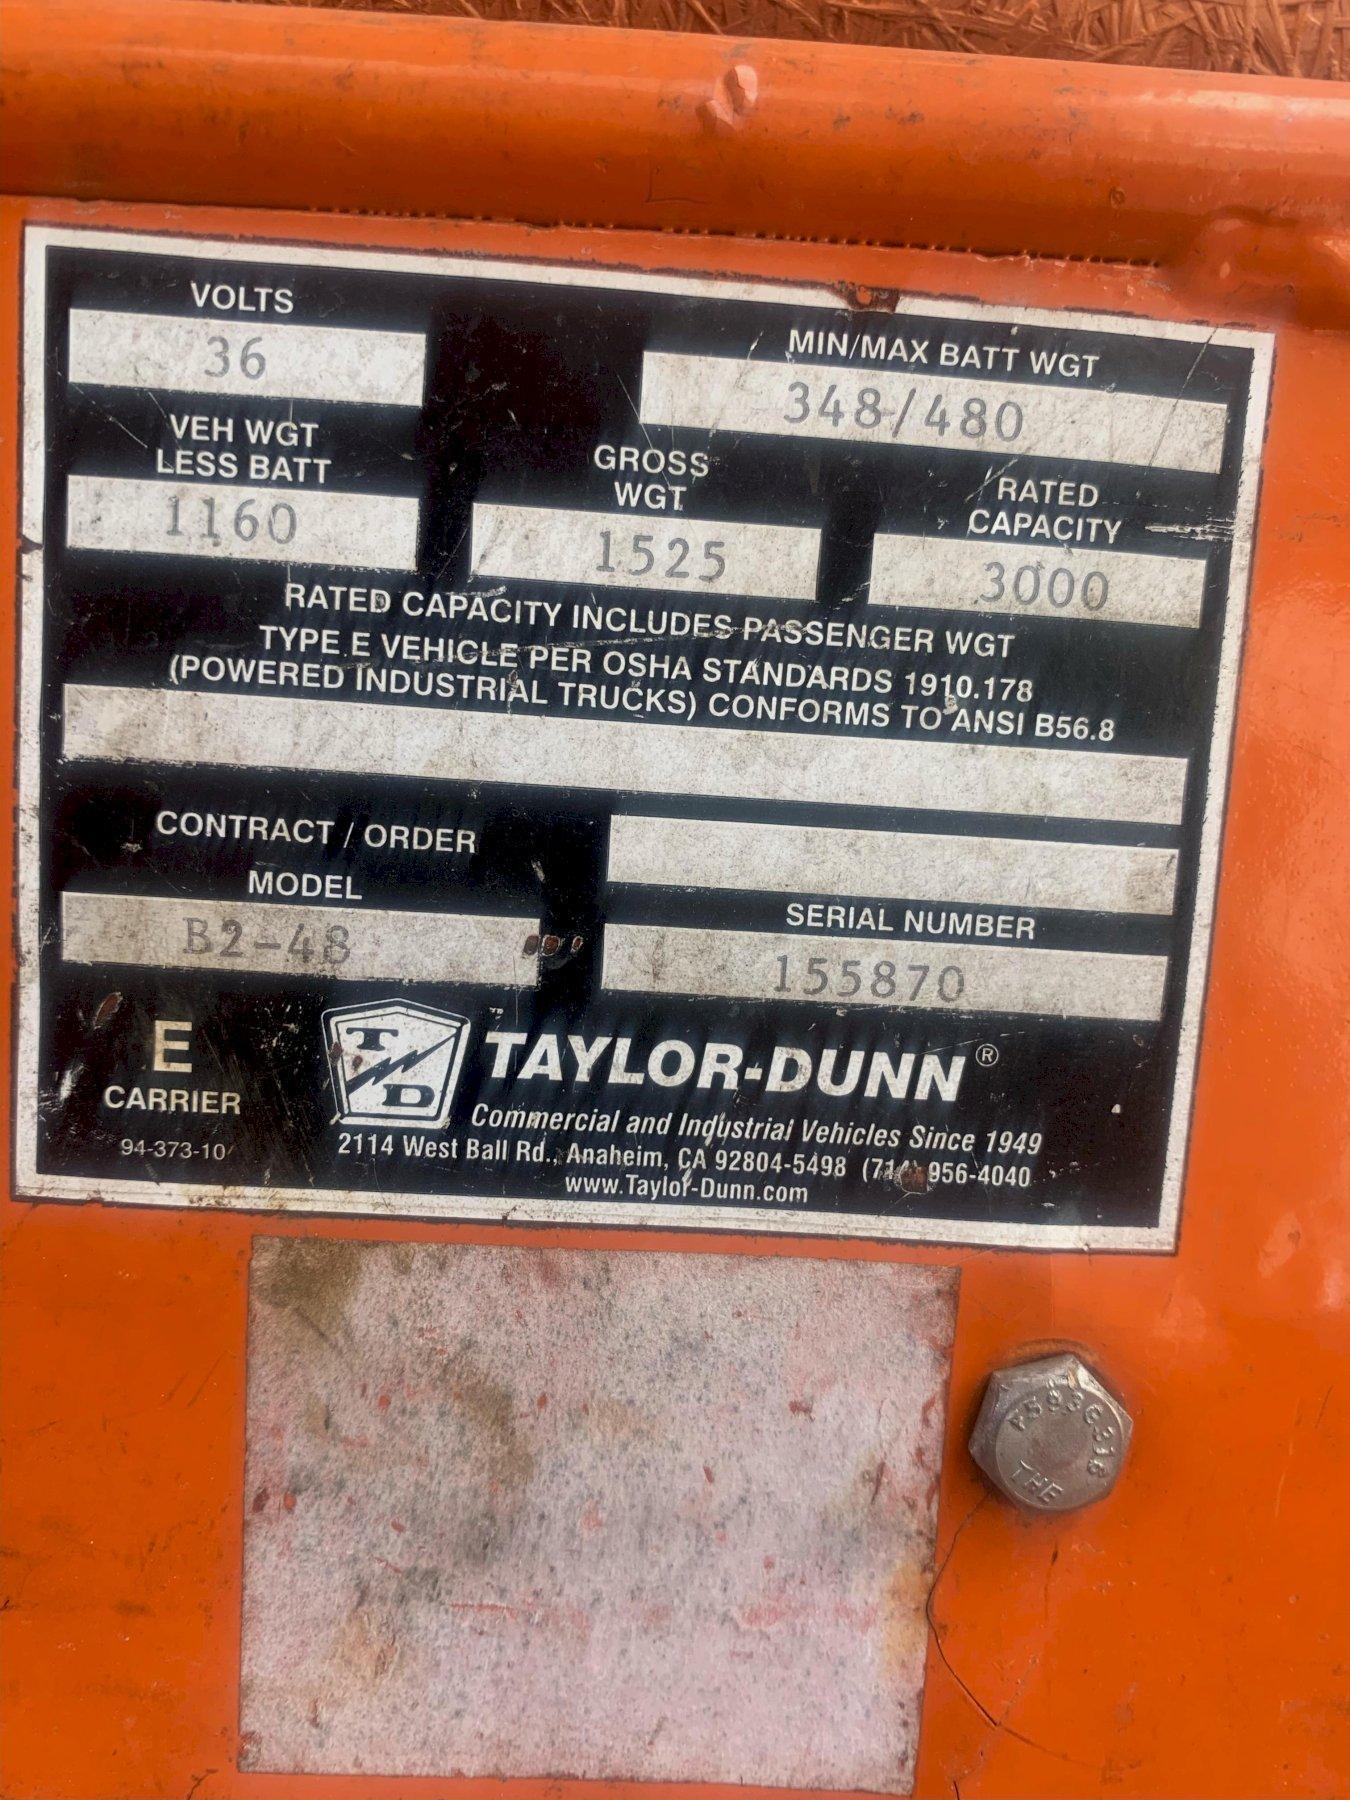 VOLTS
36
MIN/MAX BATT WGT
348/480
VEH WGT
LESS BATT
1160
GROSS
WGT
1525
RATED
CAPACITY
3000
RATED CAPACITY INCLUDES PASSENGER WGT
TYPE E VEHICLE PER OSHA STANDARDS 1910.178
(POWERED INDUSTRIAL TRUCKS) CONFORMS TO ANSI B56.8
CONTRACT / ORDER
MODEL
B2-48
SERIAL NUMBER
155870
E
CARRIER
94-373-10
T D
TAYLOR-DUNN®
Commercial and Industrial Vehicles Since 1949
2114 West Ball Rd., Anaheim, CA 92804-5498 (714) 956-4040
www.Taylor-Dunn.com
F593G316
THE